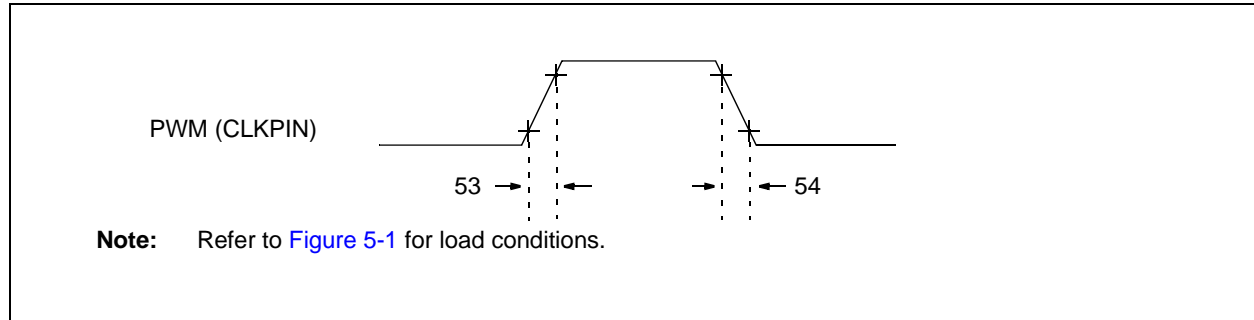 PWM (CLKPIN)
53 54
Note: Refer to Figure 5-1 for load conditions.